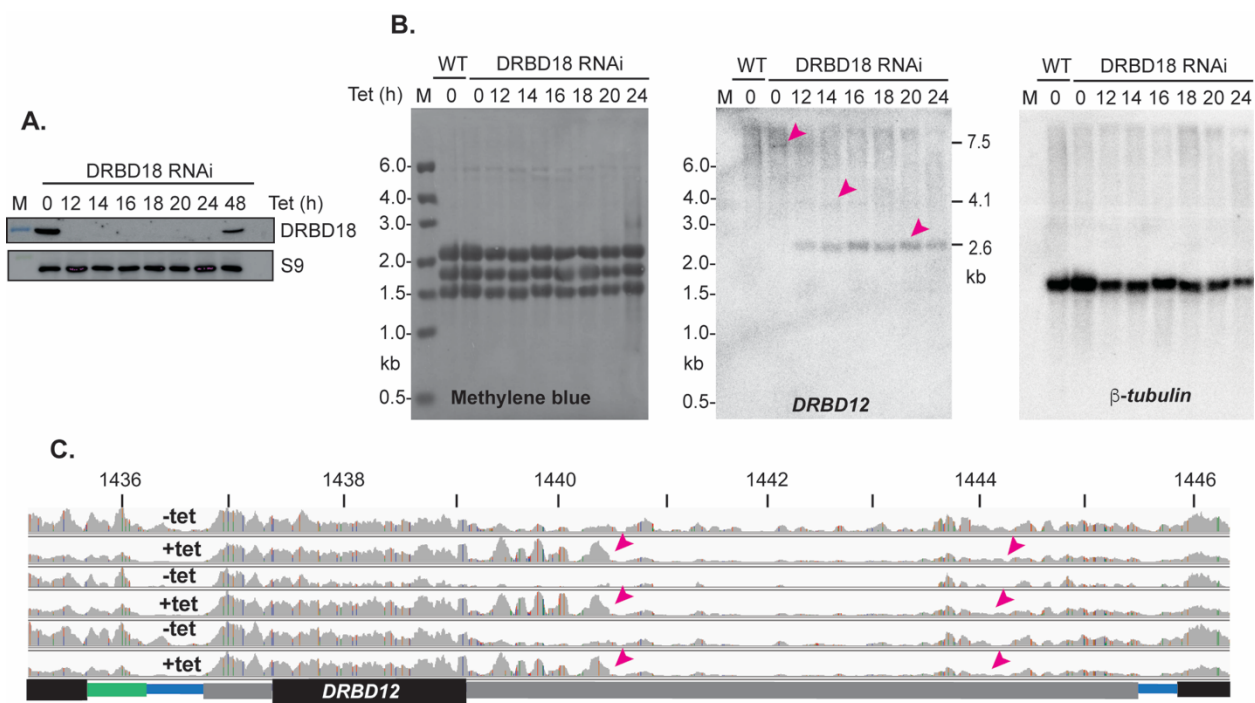 A.
DRBD18 RNAi
M 0 12 14 16 18 20 24 48 Tet (h)
DRBD18
S9
B.
WT DRBD18 RNAi
Tet (h) M 0 0 12 14 16 18 20 24
6.0
4.0
3.0
2.0
1.5
1.0
kb
0.5
Methylene blue
WT DRBD18 RNAi
M 0 0 12 14 16 18 20 24
6.0
4.0
3.0
2.0
1.5
1.0
kb
0.5
7.5
4.1
2.6
kb
DRBD12
WT DRBD18 RNAi
M 0 0 12 14 16 18 20 24
β-tubulin
C.
1436 1438 1440 1442 1444 1446
-tet
+tet
-tet
+tet
-tet
+tet
DRBD12